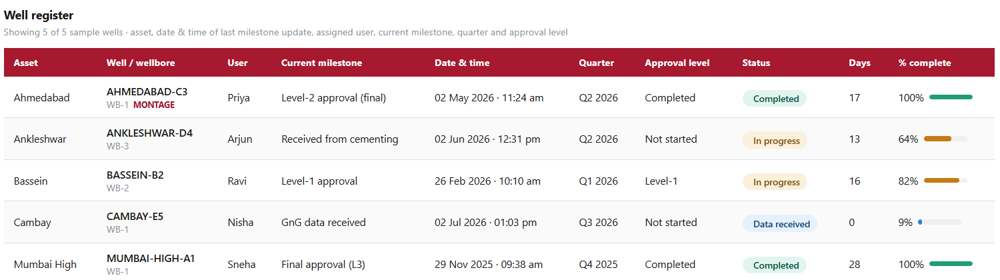 Well register
Showing 5 of 5 sample wells · asset, date & time of last milestone update, assigned user, current milestone, quarter and approval level
Asset Well / wellbore User Current milestone Date & time Quarter Approval level Status Days % complete
Ahmedabad AHMEDABAD-C3 Priya Level-2 approval (final) 02 May 2026 · 11:24 am Q2 2026 Completed Completed 17 100%
WB-1 MONTAGE
Ankleshwar ANKLESHWAR-D4 Arjun Received from cementing 02 Jun 2026 · 12:31 pm Q2 2026 Not started In progress 13 64%
WB-3
Bassein BASSEIN-B2 Ravi Level-1 approval 26 Feb 2026 · 10:10 am Q1 2026 Level-1 In progress 16 82%
WB-2
Cambay CAMBAY-E5 Nisha GnG data received 02 Jul 2026 · 01:03 pm Q3 2026 Not started Data received 0 9%
WB-1
Mumbai High MUMBAI-HIGH-A1 Sneha Final approval (L3) 29 Nov 2025 · 09:38 am Q4 2025 Completed Completed 28 100%
WB-1